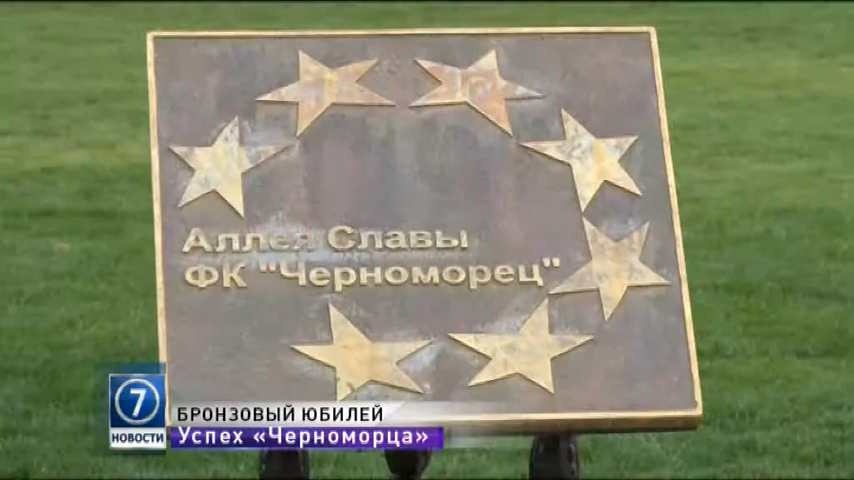 Аллея Славы
ФК "Черноморец"
7
НОВОСТИ
БРОНЗОВЫЙ ЮБИЛЕЙ
Успех «Черноморца»